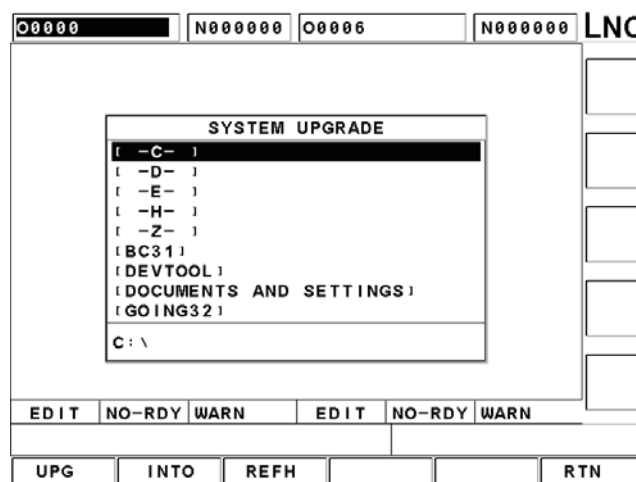 O0000 N000000 O0006 N000000 LNC
SYSTEM UPGRADE
[ -C- ]
[ -D- ]
[ -E- ]
[ -H- ]
[ -Z- ]
[BC31]
[DEVTOOL]
[DOCUMENTS AND SETTINGS]
[GOING32]
C:\
EDIT NO-RDY WARN EDIT NO-RDY WARN
UPG INTO REFH RTN